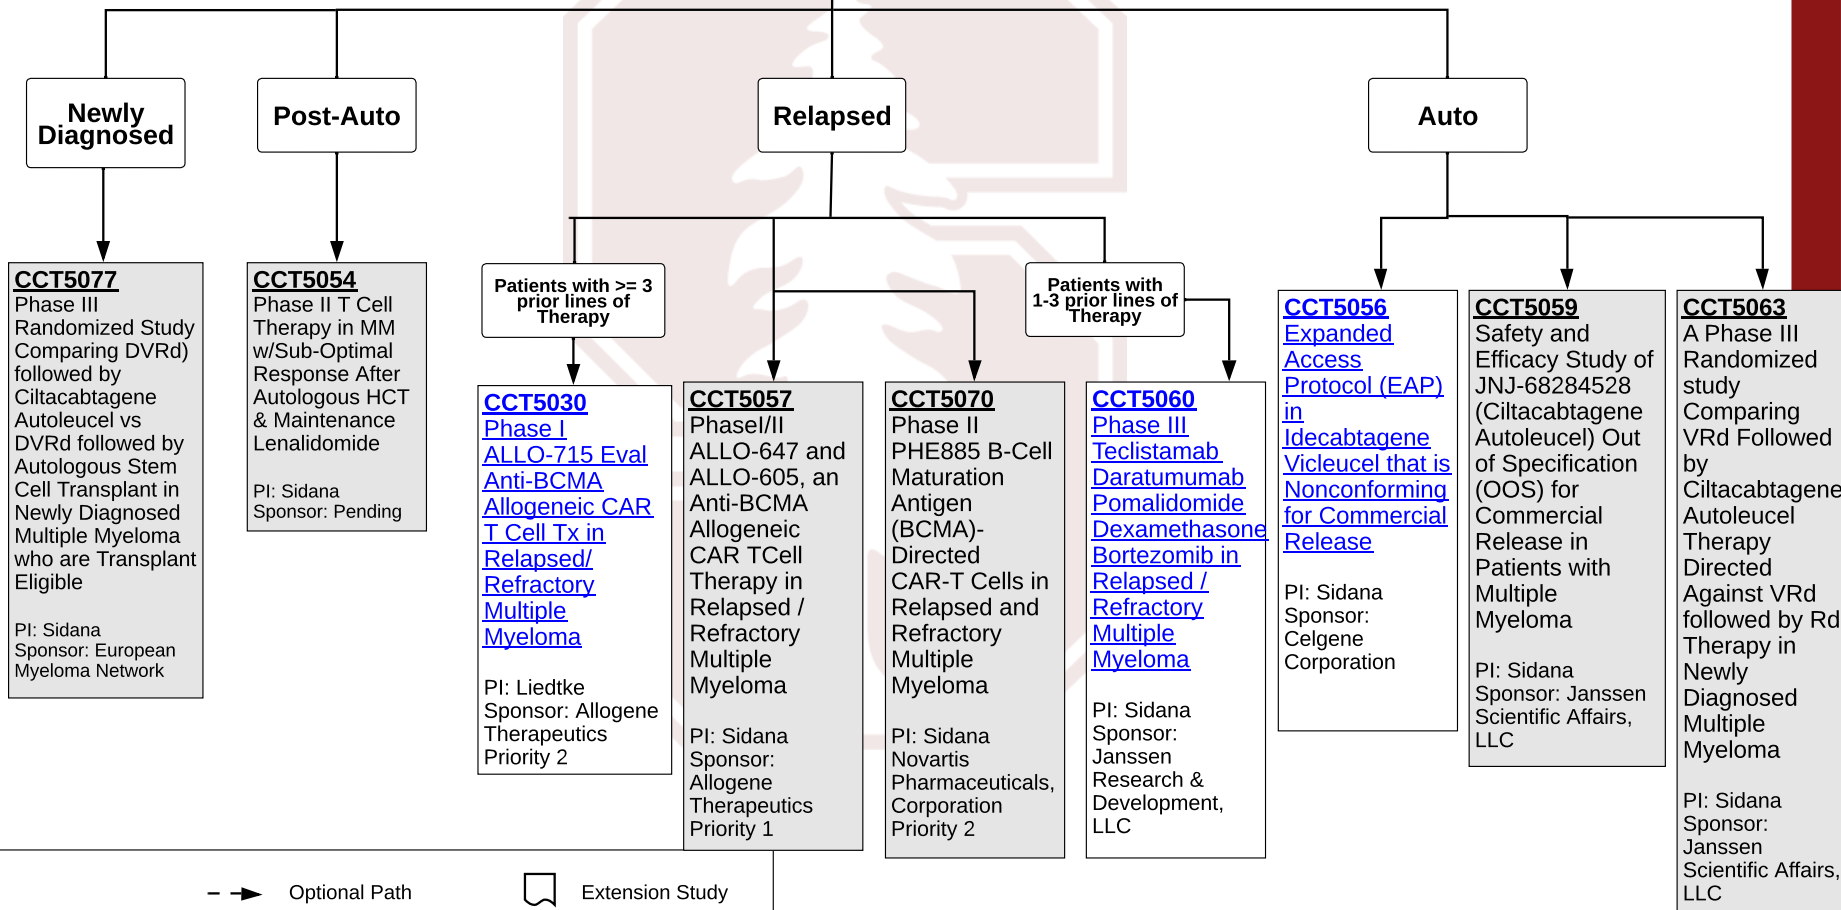 Newly
Diagnosed
Post-Auto
Relapsed
Auto
CCT5077
Phase III
Randomized Study
Comparing DVRd)
followed by
Ciltacabtagene
Autoleucel vs
DVRd followed by
Autologous Stem
Cell Transplant in
Newly Diagnosed
Multiple Myeloma
who are Transplant
Eligible
PI: Sidana
Sponsor: European
Myeloma Network
CCT5054
Phase II T Cell
Therapy in MM
w/Sub-Optimal
Response After
Autologous HCT
& Maintenance
Lenalidomide
PI: Sidana
Sponsor: Pending
Patients with >= 3
prior lines of
Therapy
CCT5030
Phase I
ALLO-715 Eval
Anti-BCMA
Allogeneic CAR
T Cell Tx in
Relapsed/
Refractory
Multiple
Myeloma
PI: Liedtke
Sponsor: Allogene
Therapeutics
Priority 2
CCT5057
PhaseI/II
ALLO-647 and
ALLO-605, an
Anti-BCMA
Allogeneic
CAR TCell
Therapy in
Relapsed /
Refractory
Multiple
Myeloma
PI: Sidana
Sponsor:
Allogene
Therapeutics
Priority 1
CCT5070
Phase II
PHE885 B-Cell
Maturation
Antigen
(BCMA)-
Directed
CAR-T Cells in
Relapsed and
Refractory
Multiple
Myeloma
PI: Sidana
Novartis
Pharmaceuticals,
Corporation
Priority 2
Patients with
1-3 prior lines of
Therapy
CCT5060
Phase III
Teclistamab
Daratumumab
Pomalidomide
Dexamethasone
Bortezomib in
Relapsed /
Refractory
Multiple
Myeloma
PI: Sidana
Sponsor:
Janssen
Research &
Development,
LLC
CCT5056
Expanded
Access
Protocol (EAP)
in
Idecabtagene
Vicleucel that is
Nonconforming
for Commercial
Release
PI: Sidana
Sponsor:
Celgene
Corporation
CCT5059
Safety and
Efficacy Study of
JNJ-68284528
(Ciltacabtagene
Autoleucel) Out
of Specification
(OOS) for
Commercial
Release in
Patients with
Multiple
Myeloma
PI: Sidana
Sponsor: Janssen
Scientific Affairs,
LLC
CCT5063
A Phase III
Randomized
study
Comparing
VRd Followed
by
Ciltacabtagene
Autoleucel
Therapy
Directed
Against VRd
followed by Rd
Therapy in
Newly
Diagnosed
Multiple
Myeloma
PI: Sidana
Sponsor:
Janssen
Scientific Affairs,
LLC
Optional Path
Extension Study